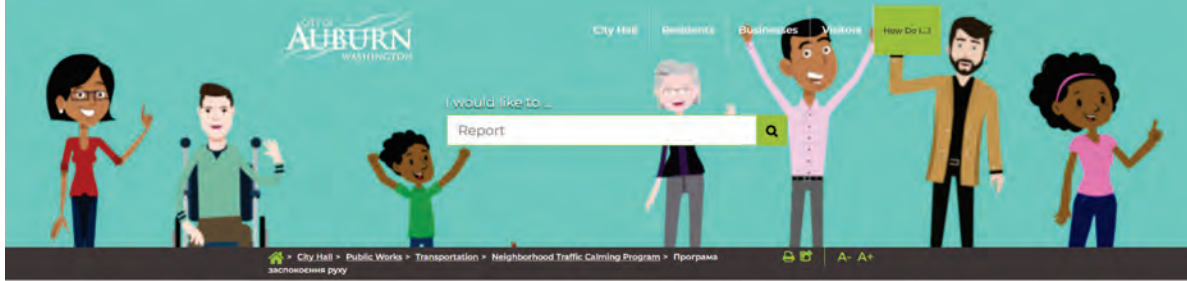 CITY OF
AUBURN
WASHINGTON
City Hall Residents Businesses Visitors How Do I...?
I would like to ...
Report
> City Hall > Public Works > Transportation > Neighborhood Traffic Calming Program > Програма
заспокоєння руху
A- A+